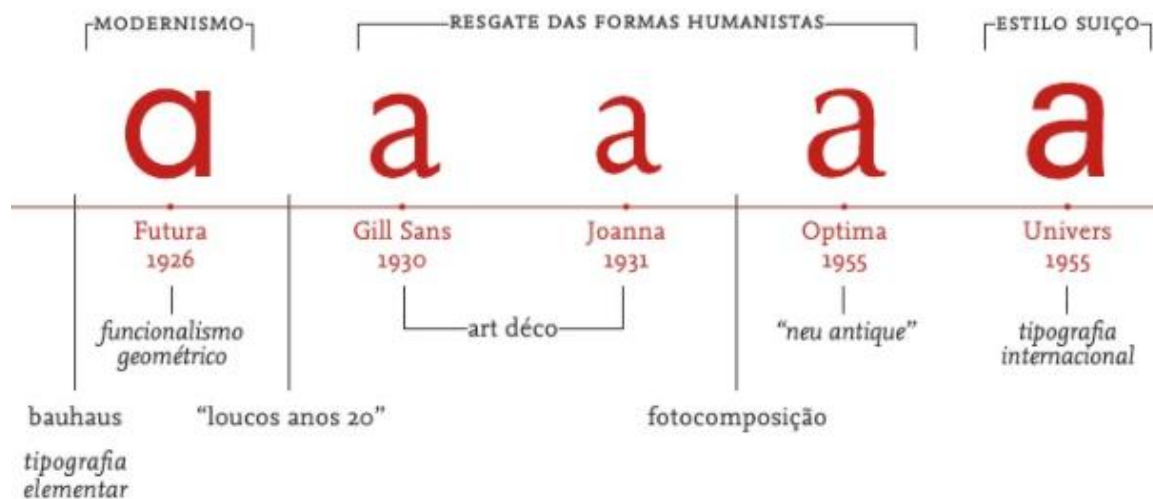 MODERNISMO
RESGATE DAS FORMAS HUMANISTAS
ESTILO SUIÇO
a a a a a
Futura
1926
Gill Sans
1930
Joanna
1931
Optima
1955
Univers
1955
funcionalismo
geométrico
art déco
"neu antique"
tipografia
internacional
bauhaus
"loucos anos 20"
fotocomposição
tipografia
elementar